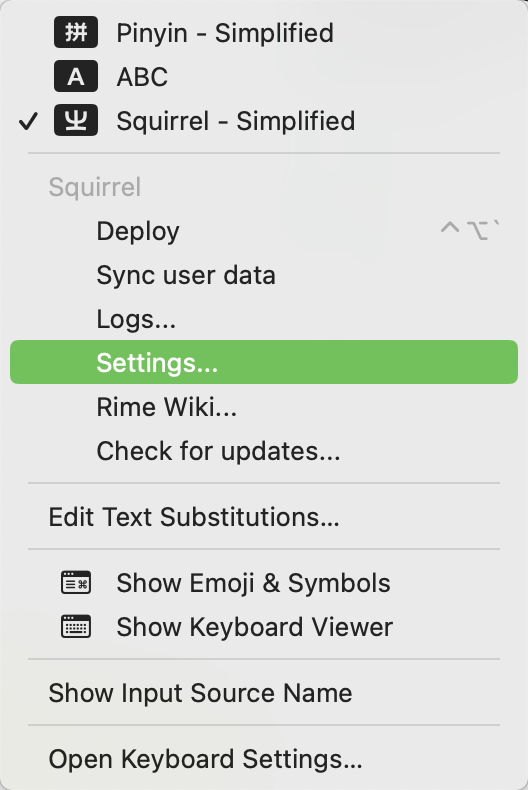 拼 Pinyin - Simplified
A ABC
✓ 㞢 Squirrel - Simplified
Squirrel
Deploy ^⌥`
Sync user data
Logs...
Settings...
Rime Wiki...
Check for updates...
Edit Text Substitutions...
Show Emoji & Symbols
Show Keyboard Viewer
Show Input Source Name
Open Keyboard Settings...